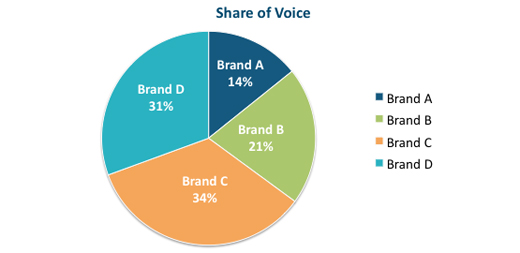 Share of Voice
Brand A
14%
Brand B
21%
Brand C
34%
Brand D
31%
Brand A
Brand B
Brand C
Brand D